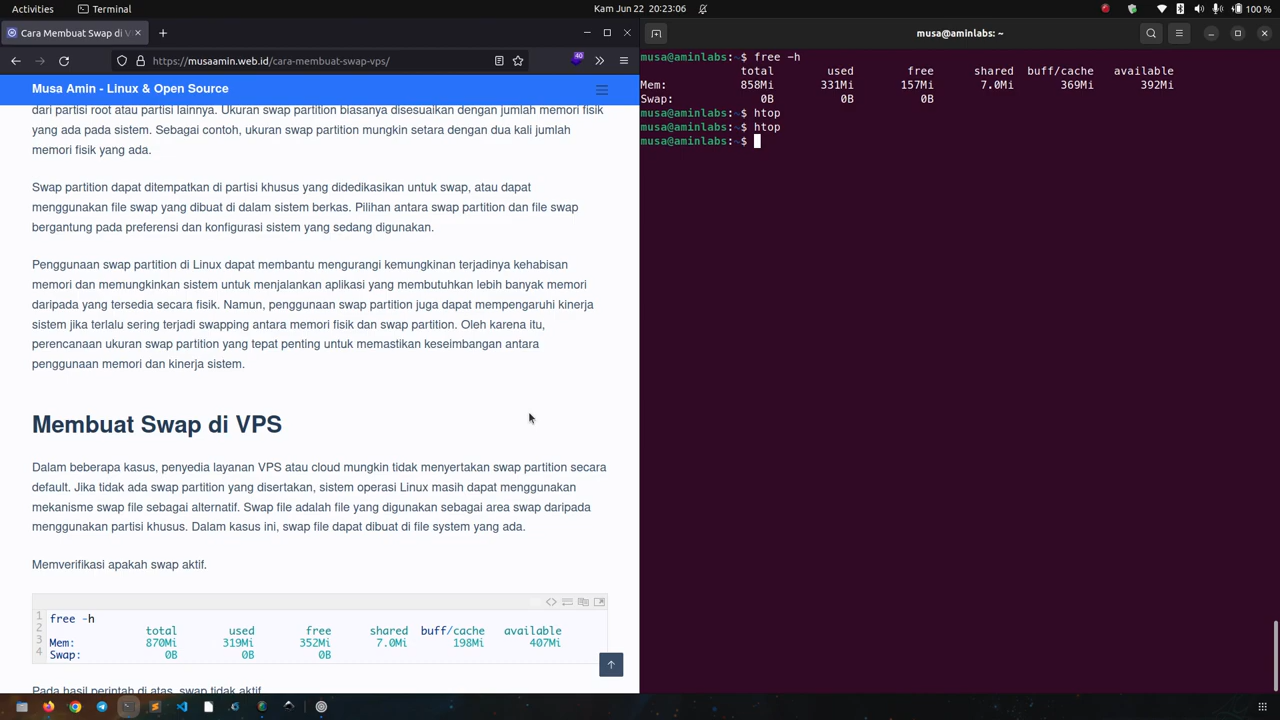 Activities
Terminal
Kam Jun 22 20:23:06
100 %
Cara Membuat Swap di V
https://musaamin.web.id/cara-membuat-swap-vps/
40
Musa Amin - Linux & Open Source
dari partisi root atau partisi lainnya. Ukuran swap partition biasanya disesuaikan dengan jumlah memori fisik
yang ada pada sistem. Sebagai contoh, ukuran swap partition mungkin setara dengan dua kali jumlah
memori fisik yang ada.
Swap partition dapat ditempatkan di partisi khusus yang didedikasikan untuk swap, atau dapat
menggunakan file swap yang dibuat di dalam sistem berkas. Pilihan antara swap partition dan file swap
bergantung pada preferensi dan konfigurasi sistem yang sedang digunakan.
Penggunaan swap partition di Linux dapat membantu mengurangi kemungkinan terjadinya kehabisan
memori dan memungkinkan sistem untuk menjalankan aplikasi yang membutuhkan lebih banyak memori
daripada yang tersedia secara fisik. Namun, penggunaan swap partition juga dapat mempengaruhi kinerja
sistem jika terlalu sering terjadi swapping antara memori fisik dan swap partition. Oleh karena itu,
perencanaan ukuran swap partition yang tepat penting untuk memastikan keseimbangan antara
penggunaan memori dan kinerja sistem.
Membuat Swap di VPS
Dalam beberapa kasus, penyedia layanan VPS atau cloud mungkin tidak menyertakan swap partition secara
default. Jika tidak ada swap partition yang disertakan, sistem operasi Linux masih dapat menggunakan
mekanisme swap file sebagai alternatif. Swap file adalah file yang digunakan sebagai area swap daripada
menggunakan partisi khusus. Dalam kasus ini, swap file dapat dibuat di file system yang ada.
Memverifikasi apakah swap aktif.
1 free -h
2 total used free shared buff/cache available
3 Mem: 870Mi 319Mi 352Mi 7.0Mi 198Mi 407Mi
4 Swap: 0B 0B 0B
Pada hasil perintah di atas, swap tidak aktif
musa@aminlabs: ~
musa@aminlabs:~$ free -h
total used free shared buff/cache available
Mem: 858Mi 331Mi 157Mi 7.0Mi 369Mi 392Mi
Swap: 0B 0B 0B
musa@aminlabs:~$ htop
musa@aminlabs:~$ htop
musa@aminlabs:~$